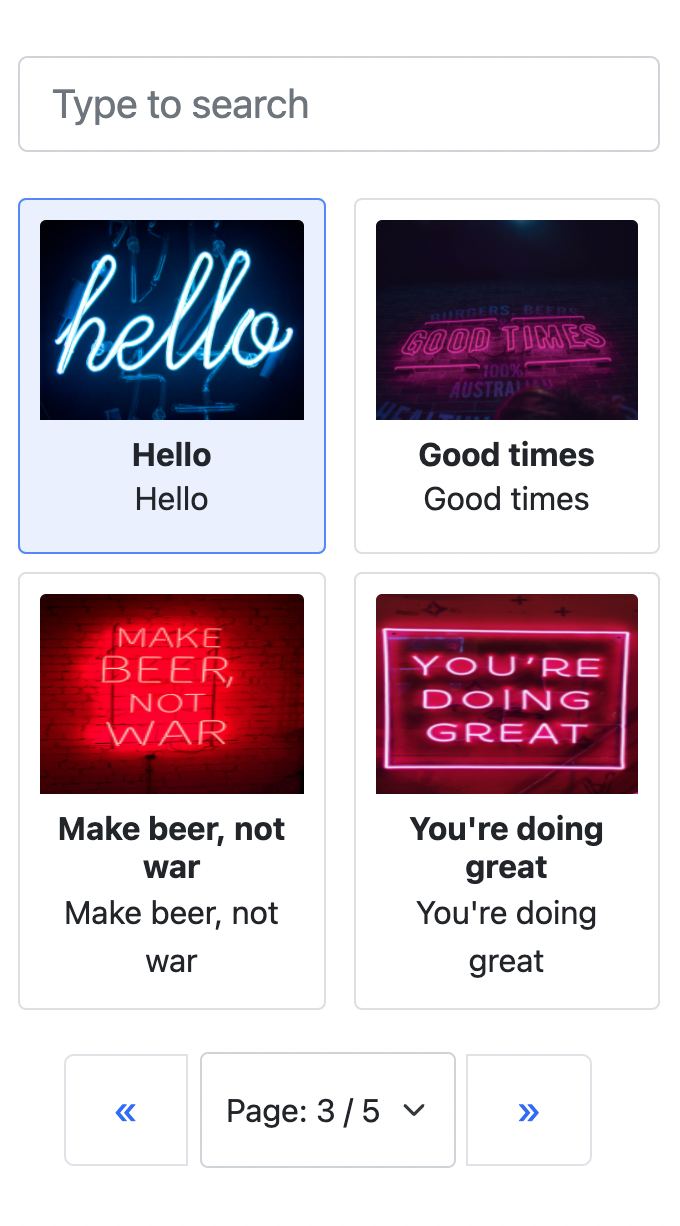 Type to search
hello
BURGERS, BEERS
GOOD TIMES
100%
AUSTRALIAN
Hello
Hello
Good times
Good times
MAKE
BEER,
NOT
WAR
YOU'RE
DOING
GREAT
Make beer, not
war
Make beer, not
war
You're doing
great
You're doing
great
«
Page: 3 / 5
»